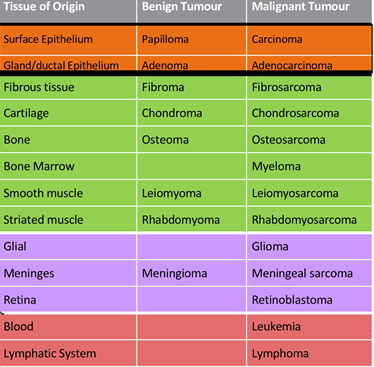 Tissue of Origin Benign Tumour Malignant Tumour
Surface Epithelium Papilloma Carcinoma
Gland/ductal Epithelium Adenoma Adenocarcinoma
Fibrous tissue Fibroma Fibrosarcoma
Cartilage Chondroma Chondrosarcoma
Bone Osteoma Osteosarcoma
Bone Marrow Myeloma
Smooth muscle Leiomyoma Leiomyosarcoma
Striated muscle Rhabdomyoma Rhabdomyosarcoma
Glial Glioma
Meninges Meningioma Meningeal sarcoma
Retina Retinoblastoma
Blood Leukemia
Lymphatic System Lymphoma